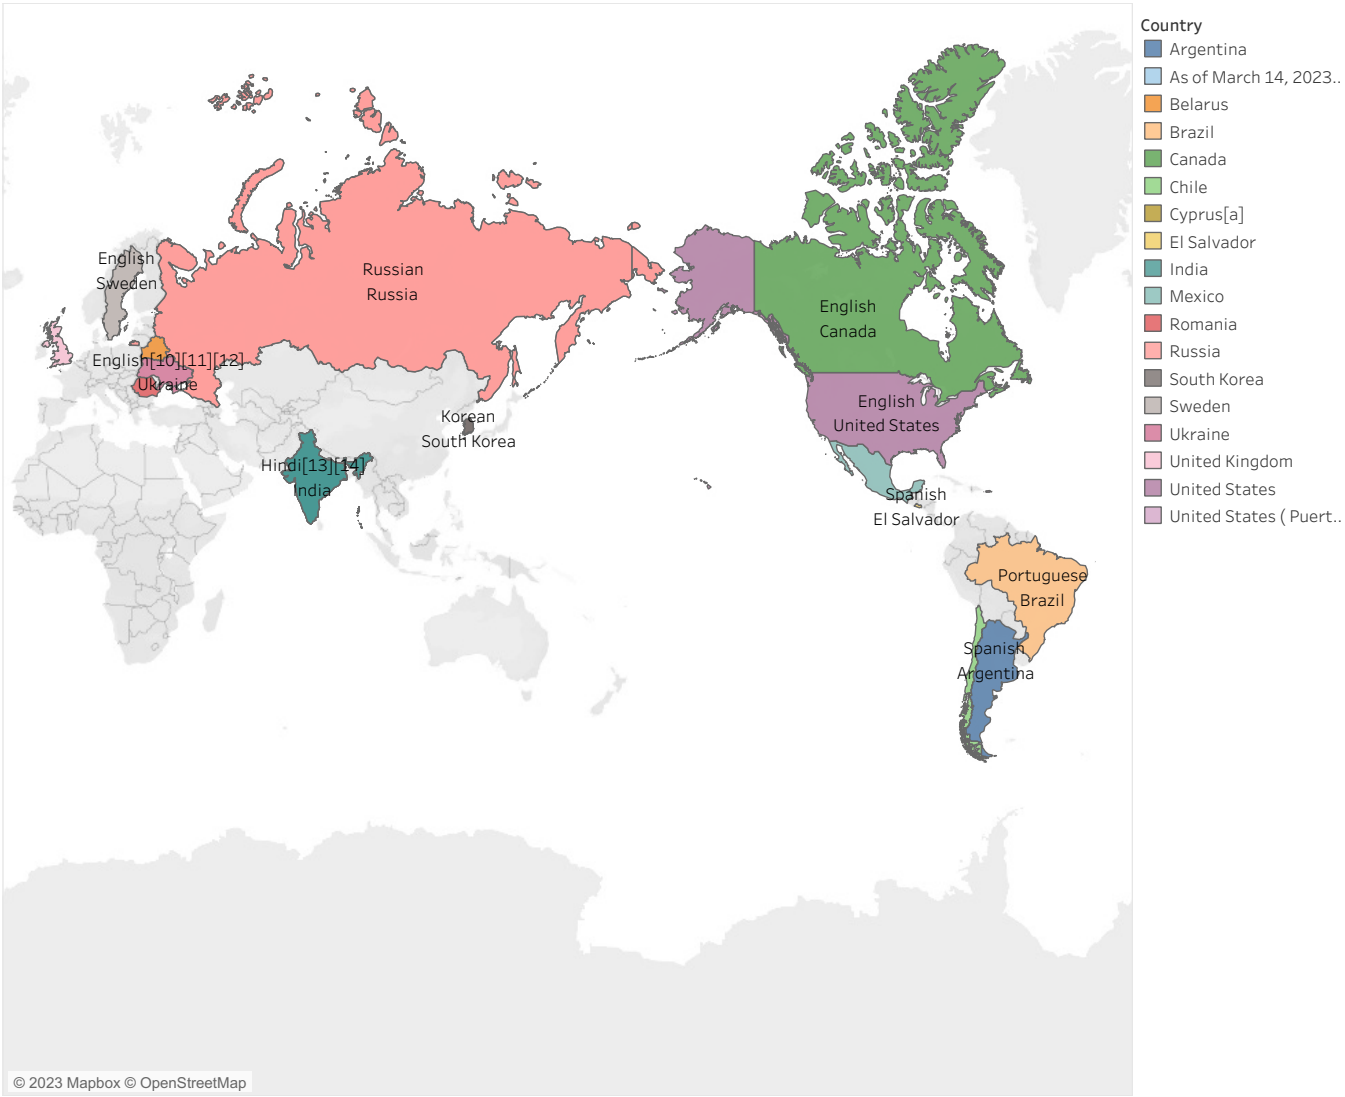 Country
Argentina
As of March 14, 2023..
Belarus
Brazil
Canada
Chile
Cyprus[a]
El Salvador
India
Mexico
Romania
Russia
South Korea
Sweden
Ukraine
United Kingdom
United States
United States ( Puert..
English
Sweden
Russian
Russia
English
Canada
English[10][11][12]
Ukraine
English
United States
Korean
South Korea
Hindi[13][14]
India
Spanish
El Salvador
Portuguese
Brazil
Spanish
Argentina
© 2023 Mapbox © OpenStreetMap